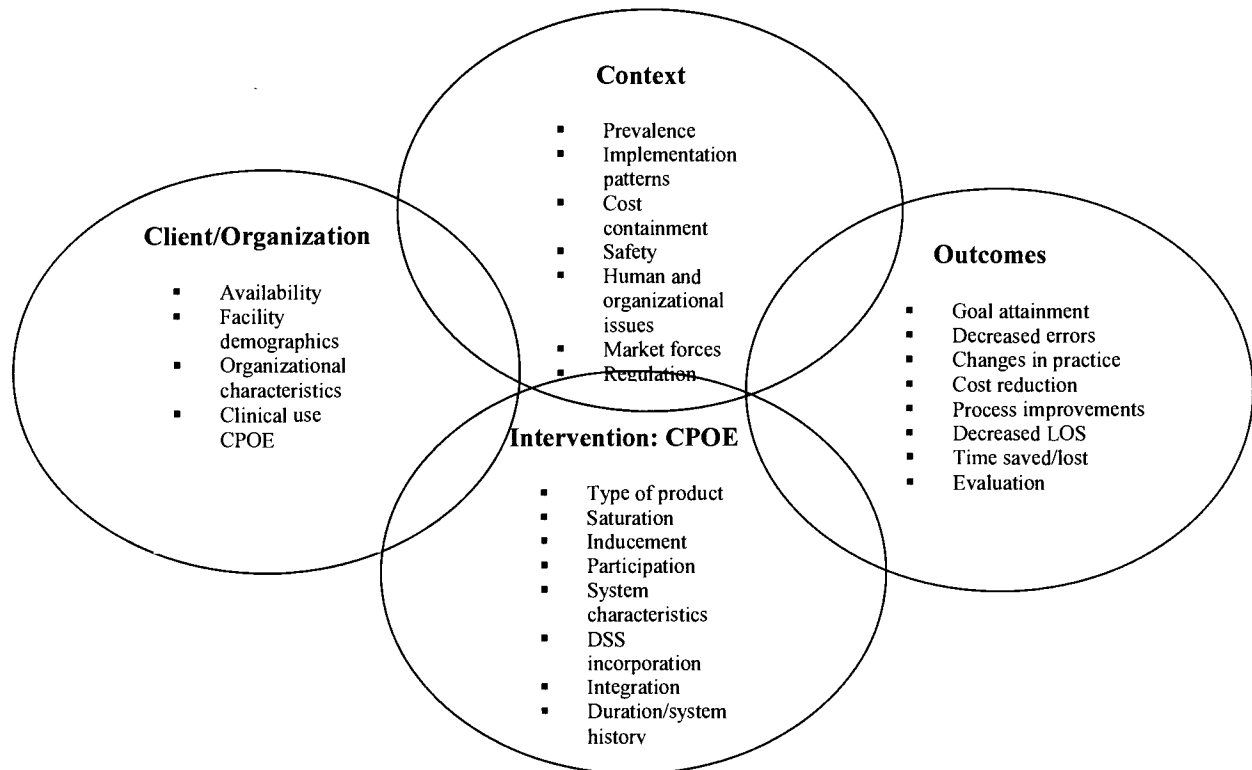 Context
▪ Prevalence
▪ Implementation
patterns
▪ Cost
containment
▪ Safety
▪ Human and
organizational
issues
▪ Market forces
▪ Regulation
Client/Organization
▪ Availability
▪ Facility
demographics
▪ Organizational
characteristics
▪ Clinical use
CPOE
Outcomes
▪ Goal attainment
▪ Decreased errors
▪ Changes in practice
▪ Cost reduction
▪ Process improvements
▪ Decreased LOS
▪ Time saved/lost
▪ Evaluation
Intervention: CPOE
▪ Type of product
▪ Saturation
▪ Inducement
▪ Participation
▪ System
characteristics
▪ DSS
incorporation
▪ Integration
▪ Duration/system
history